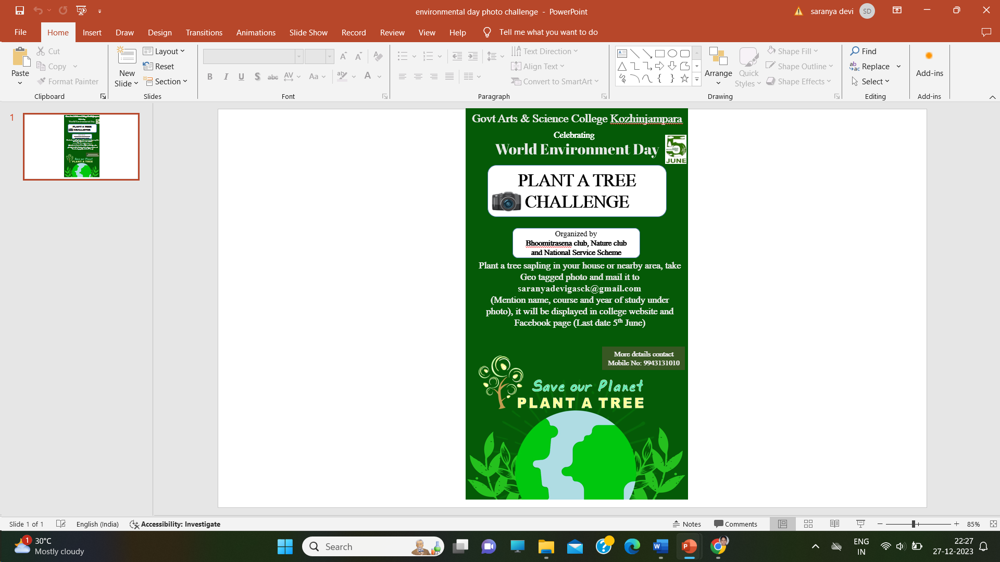 environmental day photo challenge - PowerPoint
saranya devi
SD
File
Home
Insert
Draw
Design
Transitions
Animations
Slide Show
Record
Review
View
Help
Tell me what you want to do
Paste
Cut
Copy
Format Painter
Clipboard
New
Slide
Layout
Reset
Section
Slides
B I U S abc AV Aa A
Font
Text Direction
Align Text
Convert to SmartArt
Paragraph
Arrange
Quick
Styles
Shape Fill
Shape Outline
Shape Effects
Drawing
Find
Replace
Select
Editing
Add-ins
Add-ins
1
Govt Arts & Science College Kozhinjampara
Celebrating
World Environment Day
5
JUNE
PLANT A TREE
CHALLENGE
Organized by
Bhoomitrasena club, Nature club
and National Service Scheme
Plant a tree sapling in your house or nearby area, take
Geo tagged photo and mail it to
saranyadevigasck@gmail.com
(Mention name, course and year of study under
photo), it will be displayed in college website and
Facebook page (Last date 5th June)
More details contact
Mobile No: 9943131010
Save our Planet
PLANT A TREE
Slide 1 of 1
English (India)
Accessibility: Investigate
Notes
Comments
85%
1
30°C
Mostly cloudy
Search
ENG
IN
22:27
27-12-2023